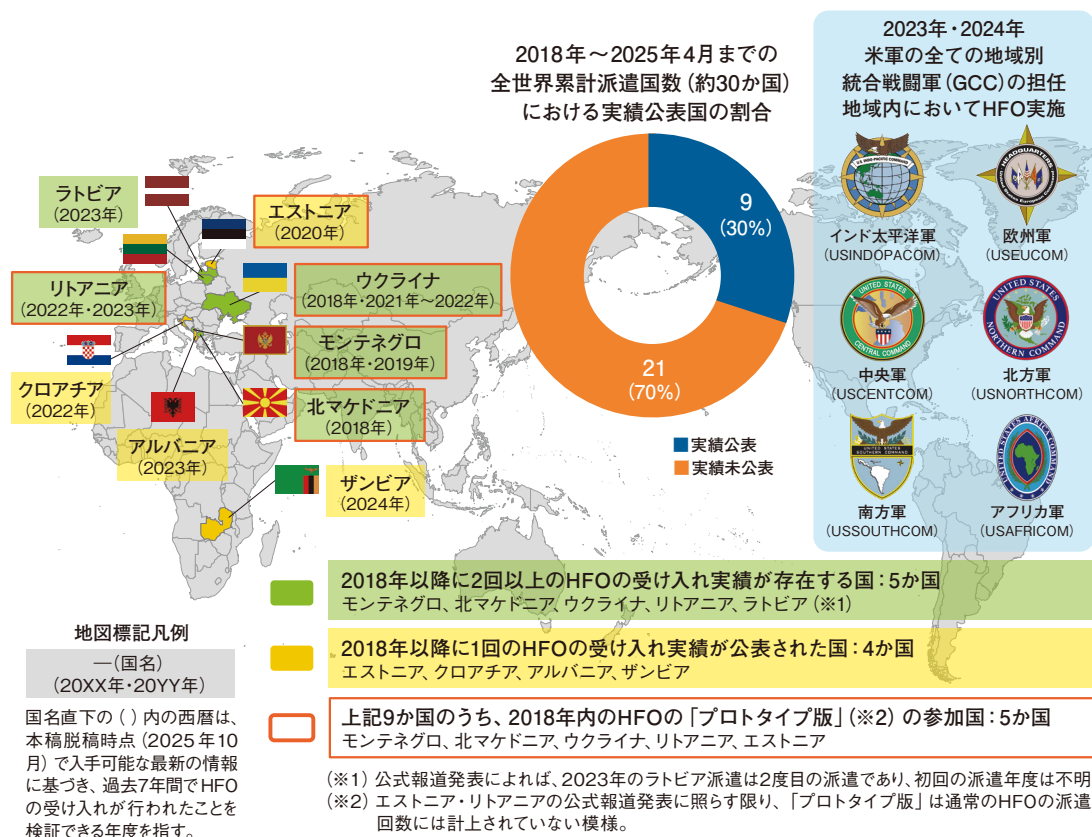 2018年～2025年4月までの
全世界累計派遣国数（約30か国）
における実績公表国の割合
9
(30%)
21
(70%)
実績公表
実績未公表
2023年・2024年
米軍の全ての地域別
統合戦闘軍（GCC）の担任
地域内においてHFO実施
U.S. INDO-PACIFIC COMMAND
インド太平洋軍
(USINDOPACOM)
HEADQUARTERS
United States European Command
欧州軍
(USEUCOM)
UNITED STATES
CENTRAL COMMAND
中央軍
(USCENTCOM)
UNITED STATES
NORTHERN COMMAND
北方軍
(USNORTHCOM)
UNITED STATES
SOUTHERN COMMAND
南方軍
(USSOUTHCOM)
UNITED STATES AFRICA COMMAND
アフリカ軍
(USAFRICOM)
ラトビア
(2023年)
エストニア
(2020年)
リトアニア
(2022年・2023年)
ウクライナ
(2018年・2021年～2022年)
モンテネグロ
(2018年・2019年)
クロアチア
(2022年)
北マケドニア
(2018年)
アルバニア
(2023年)
ザンビア
(2024年)
2018年以降に2回以上のHFOの受け入れ実績が存在する国：5か国
モンテネグロ、北マケドニア、ウクライナ、リトアニア、ラトビア（※1）
2018年以降に1回のHFOの受け入れ実績が公表された国：4か国
エストニア、クロアチア、アルバニア、ザンビア
上記9か国のうち、2018年内のHFOの「プロトタイプ版」（※2）の参加国：5か国
モンテネグロ、北マケドニア、ウクライナ、リトアニア、エストニア
地図標記凡例
―（国名）
（20XX年・20YY年）
国名直下の（ ）内の西暦は、
本稿脱稿時点（2025年10
月）で入手可能な最新の情報
に基づき、過去7年間でHFO
の受け入れが行われたことを
検証できる年度を指す。
（※1）公式報道発表によれば、2023年のラトビア派遣は2度目の派遣であり、初回の派遣年度は不明
（※2）エストニア・リトアニアの公式報道発表に照らす限り、「プロトタイプ版」は通常のHFOの派遣
回数には計上されていない模様。